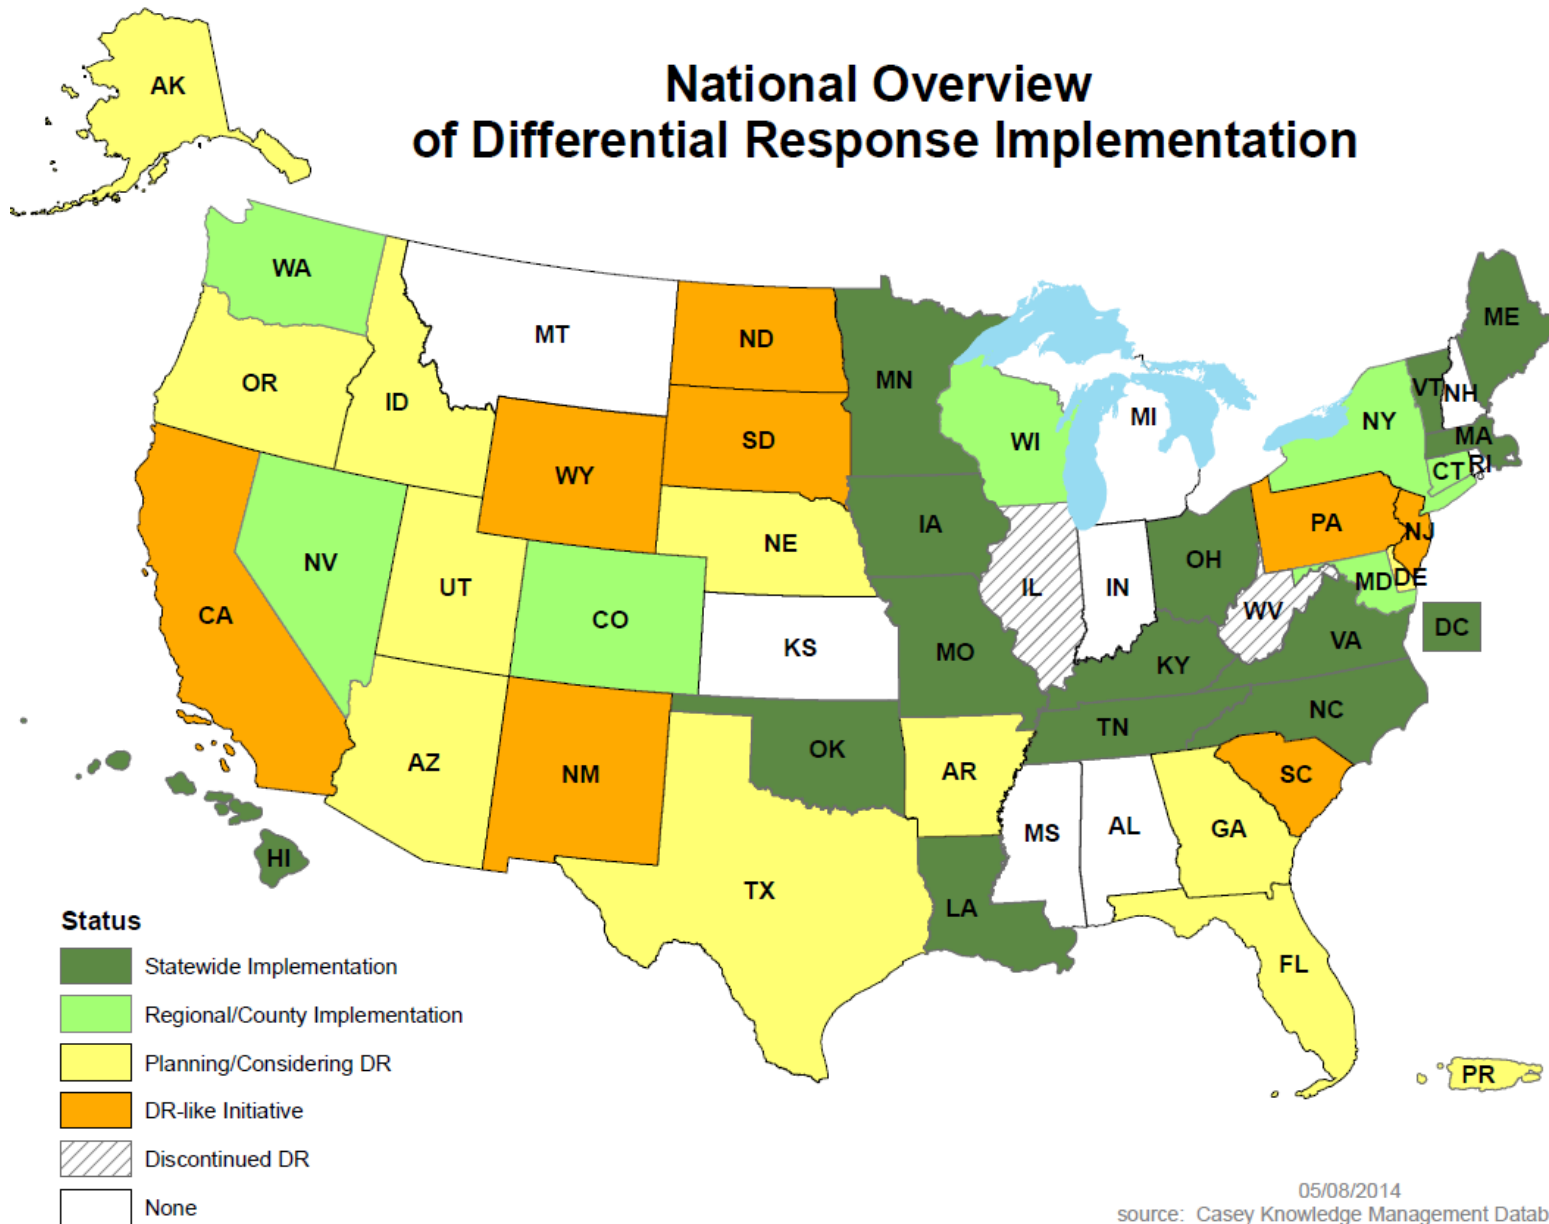 National Overview
of Differential Response Implementation
AK
WA
MT
ND
MN
ME
OR
ID
SD
WI
MI
NY
VT
NH
MA
CT
RI
WY
IA
NE
PA
NJ
NV
UT
CO
CA
KS
MO
IL
IN
OH
WV
MD
DE
DC
VA
KY
NC
TN
AZ
NM
OK
AR
SC
MS
AL
GA
HI
TX
LA
FL
PR
Status
Statewide Implementation
Regional/County Implementation
Planning/Considering DR
DR-like Initiative
Discontinued DR
None
05/08/2014
source: Casey Knowledge Management Datab